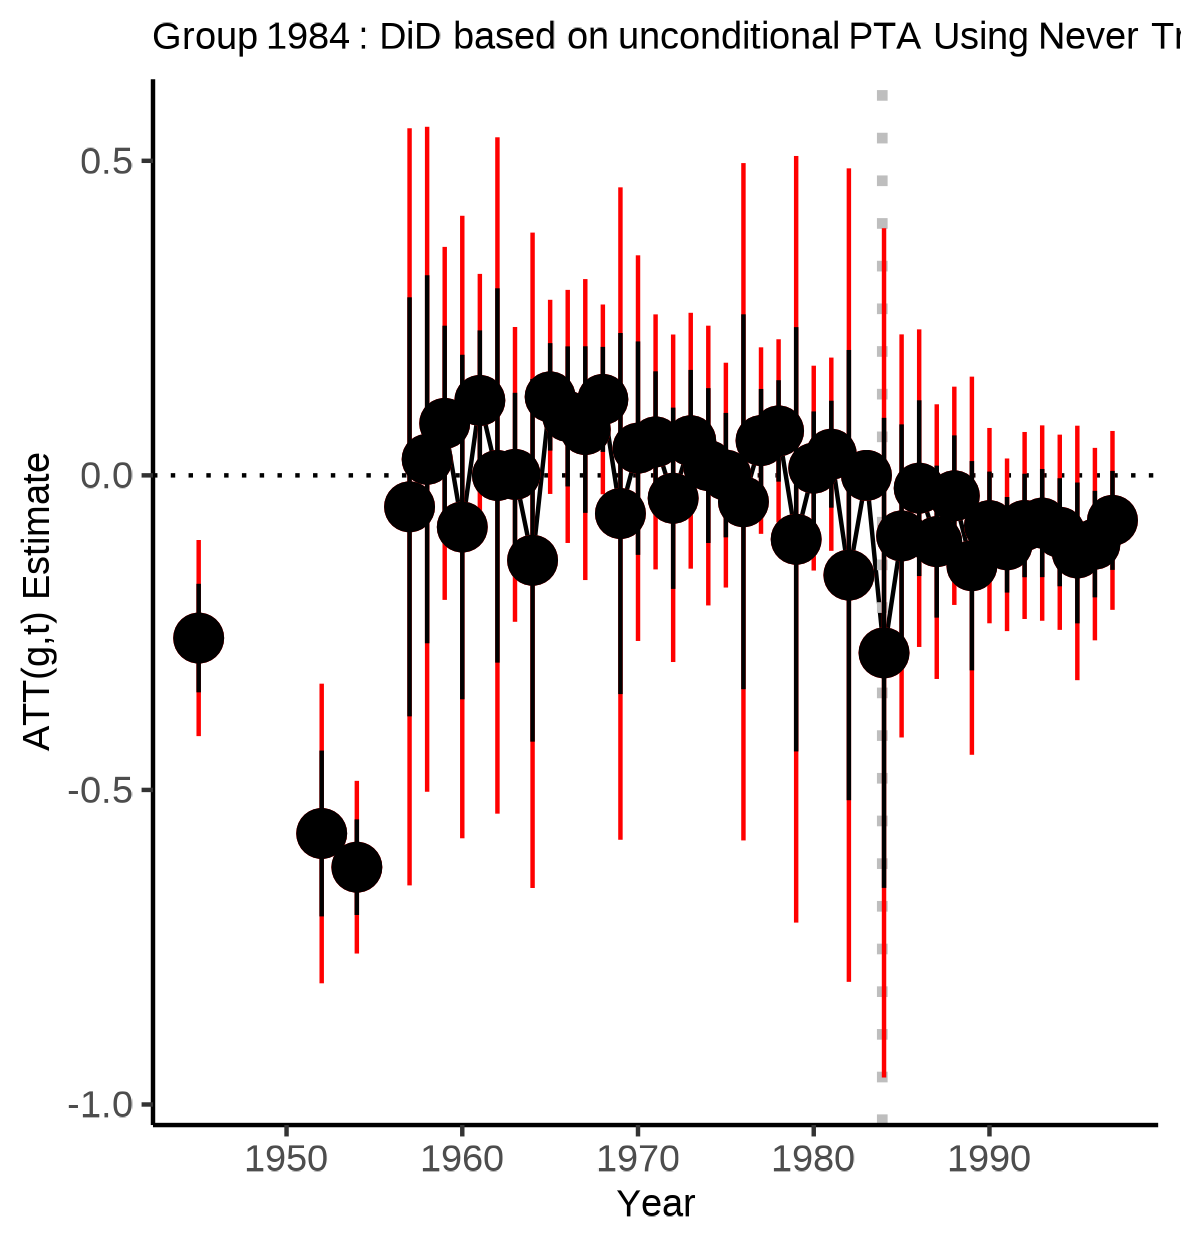 Group 1984 : DiD based on unconditional PTA Using Never
0.5
0.0
-0.5
-1.0
ATT(g,t) Estimate
1950 1960 1970 1980 1990
Year